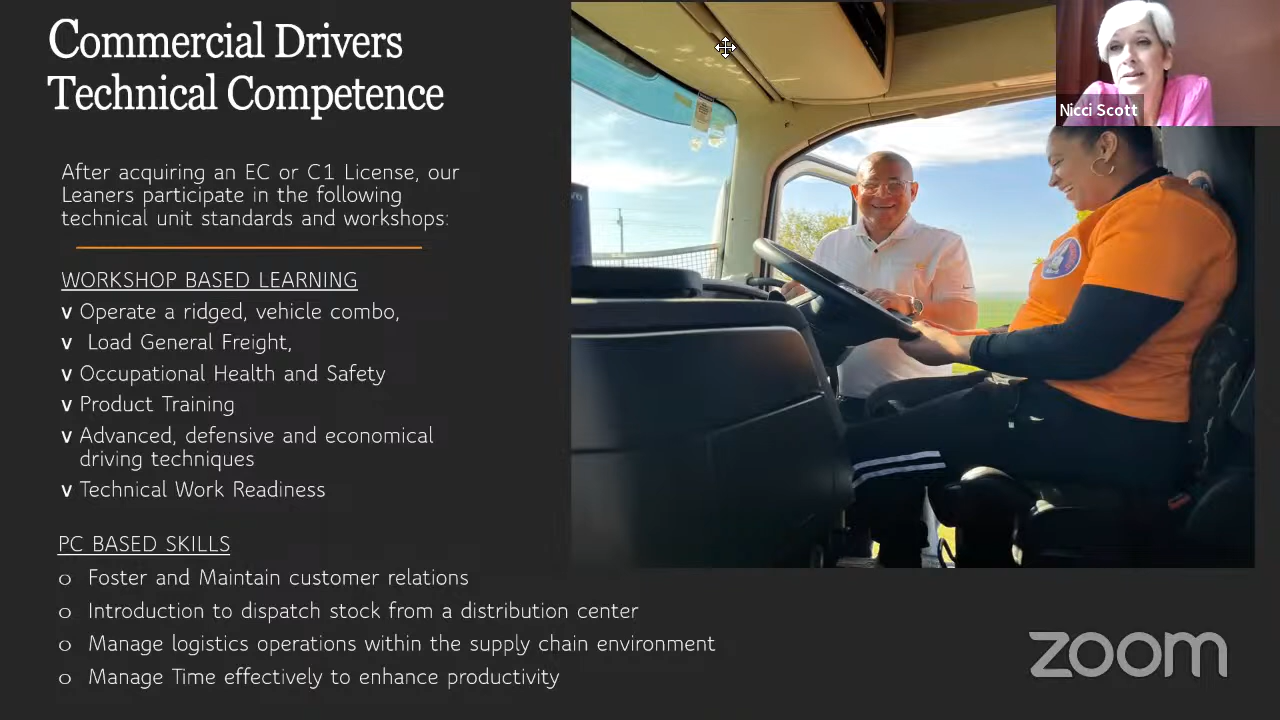 Commercial Drivers
Technical Competence
Nicci Scott
After acquiring an EC or C1 License, our
Leaners participate in the following
technical unit standards and workshops:
WORKSHOP BASED LEARNING
v Operate a ridged, vehicle combo,
v Load General Freight,
v Occupational Health and Safety
v Product Training
v Advanced, defensive and economical
driving techniques
v Technical Work Readiness
PC BASED SKILLS
o Foster and Maintain customer relations
o Introduction to dispatch stock from a distribution center
o Manage logistics operations within the supply chain environment
o Manage Time effectively to enhance productivity
zoom